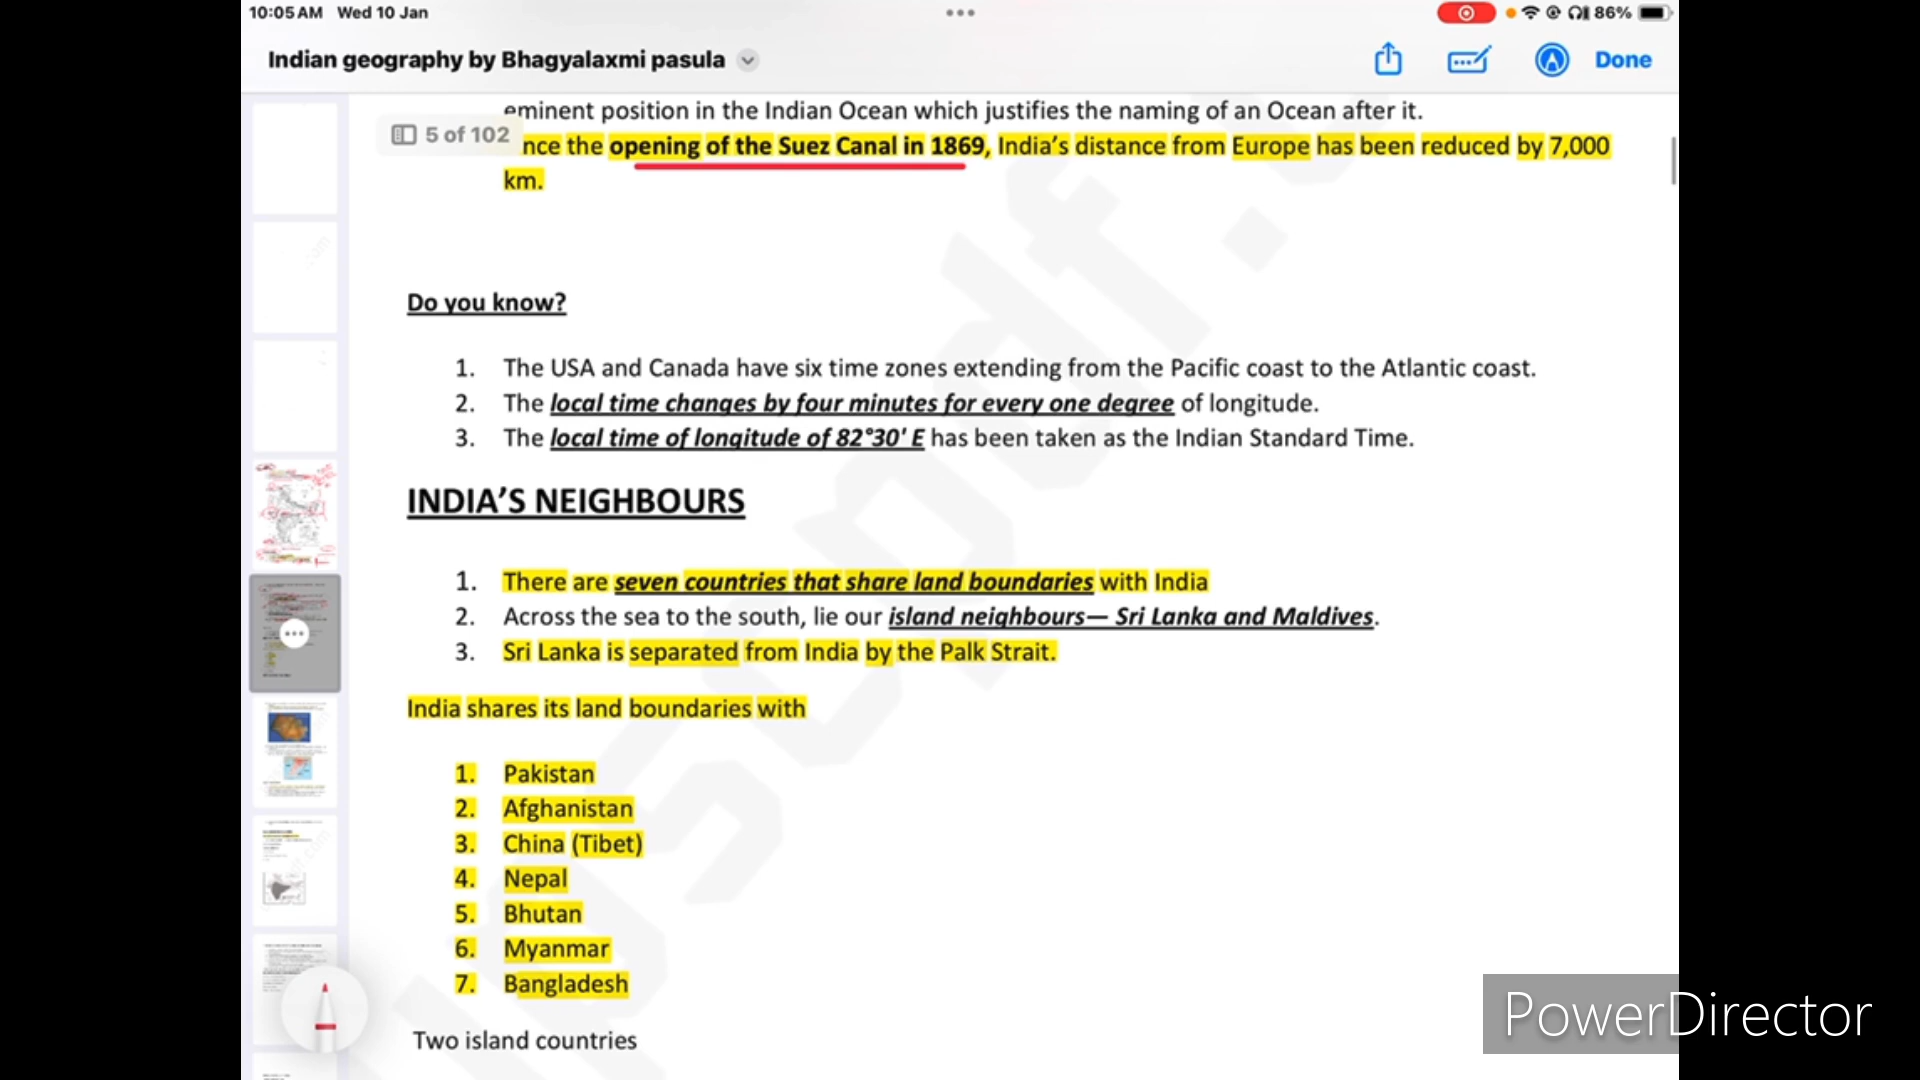 10:05 AM Wed 10 Jan
86%
Indian geography by Bhagyalaxmi pasula
Done
eminent position in the Indian Ocean which justifies the naming of an Ocean after it.
5 of 102
nce the opening of the Suez Canal in 1869, India's distance from Europe has been reduced by 7,000
km.
Do you know?
1. The USA and Canada have six time zones extending from the Pacific coast to the Atlantic coast.
2. The local time changes by four minutes for every one degree of longitude.
3. The local time of longitude of 82°30' E has been taken as the Indian Standard Time.
INDIA'S NEIGHBOURS
1. There are seven countries that share land boundaries with India
2. Across the sea to the south, lie our island neighbours— Sri Lanka and Maldives.
3. Sri Lanka is separated from India by the Palk Strait.
India shares its land boundaries with
1. Pakistan
2. Afghanistan
3. China (Tibet)
4. Nepal
5. Bhutan
6. Myanmar
7. Bangladesh
Two island countries
PowerDirector